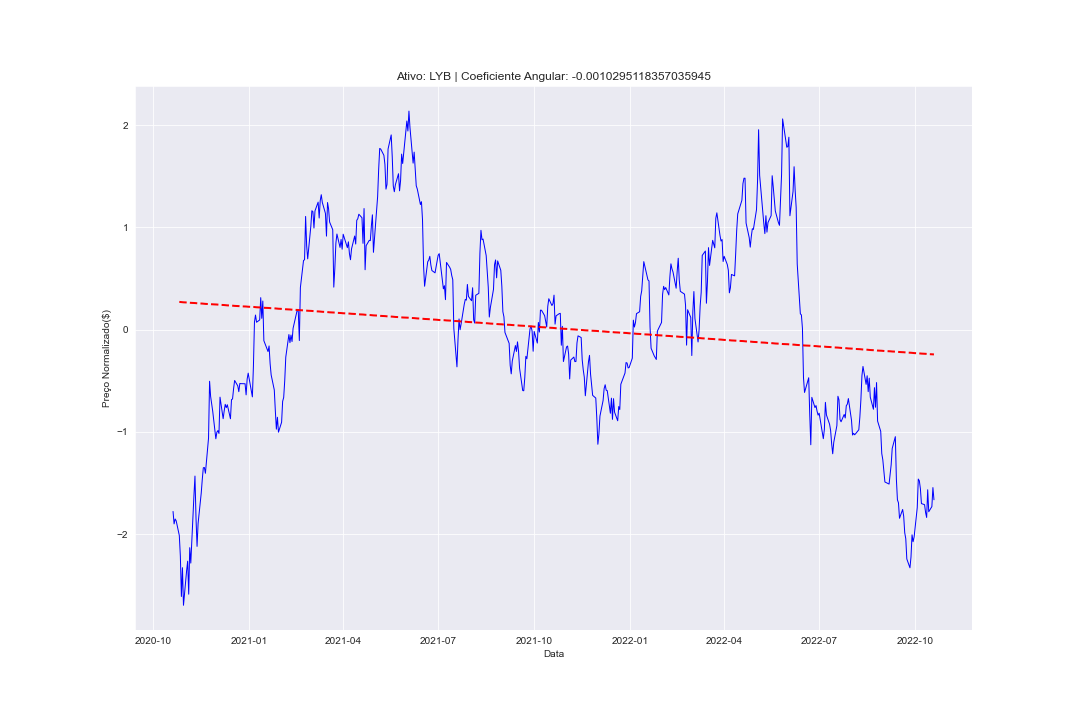 Ativo: LYB | Coeficiente Angular: -0.0010295118357035945
Preço Normalizado($)
2
1
0
−1
−2
2020-10 2021-01 2021-04 2021-07 2021-10 2022-01 2022-04 2022-07 2022-10
Data